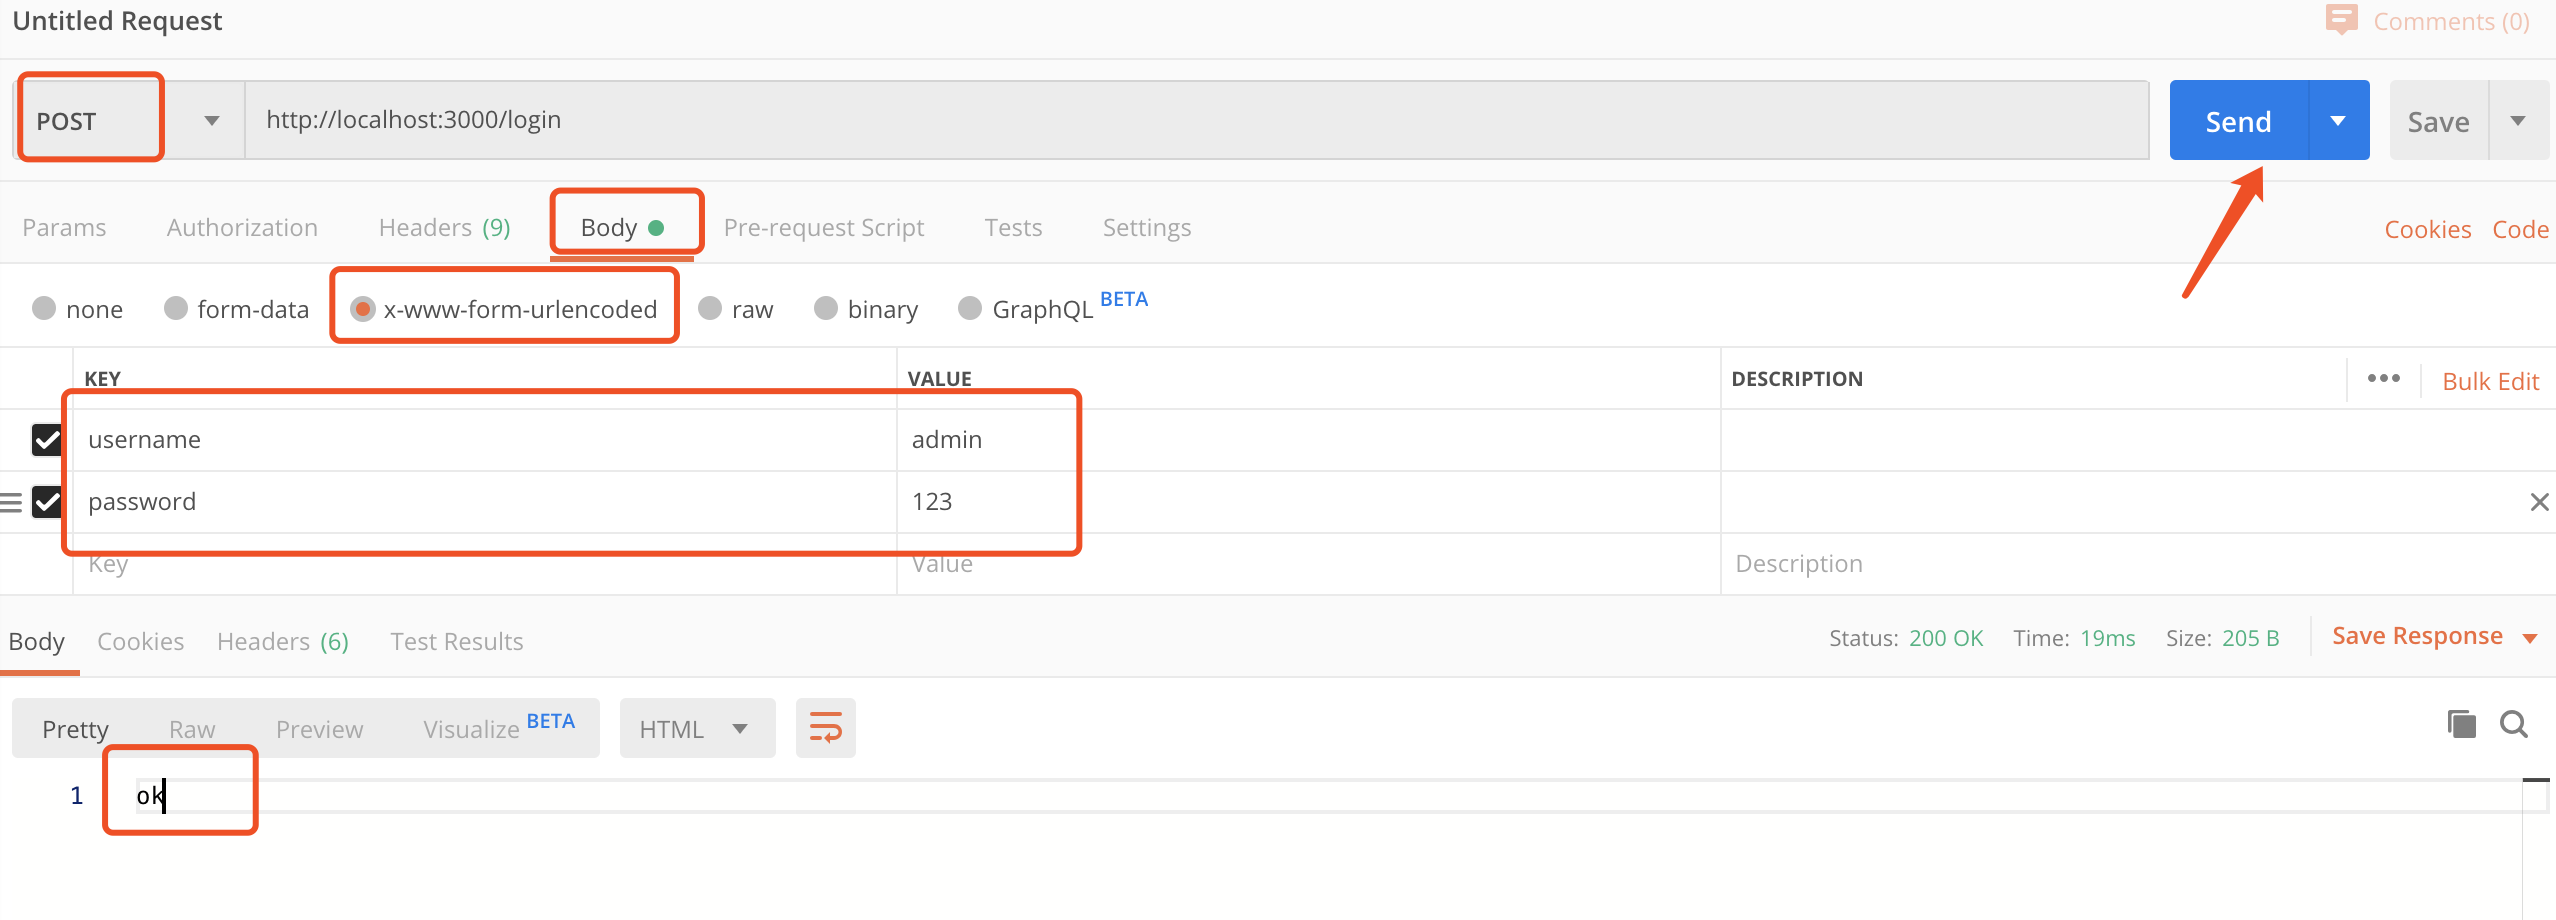 Untitled Request
Comments (0)
POST
http://localhost:3000/login
Send
Save
Params Authorization Headers (9) Body Pre-request Script Tests Settings
Cookies Code
none form-data x-www-form-urlencoded raw binary GraphQL BETA
KEY VALUE DESCRIPTION ••• Bulk Edit
username admin
password 123
Key Value Description
Body Cookies Headers (6) Test Results Status: 200 OK Time: 19ms Size: 205 B Save Response
Pretty Raw Preview Visualize BETA HTML
1 ok